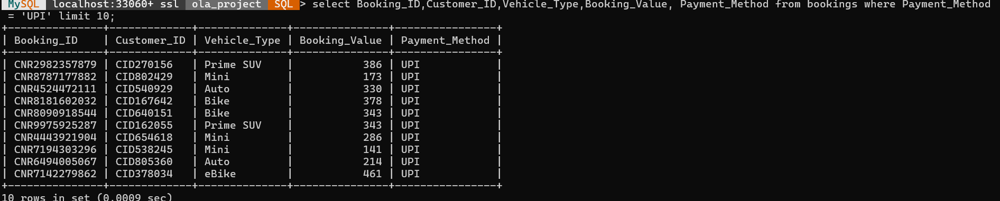 MySQL localhost:33060+ ssl ola_project SQL > select Booking_ID,Customer_ID,Vehicle_Type,Booking_Value, Payment_Method from bookings where Payment_Method
= 'UPI' limit 10;
+---------------+-------------+--------------+---------------+----------------+
| Booking_ID    | Customer_ID | Vehicle_Type | Booking_Value | Payment_Method |
+---------------+-------------+--------------+---------------+----------------+
| CNR2982357879 | CID270156   | Prime SUV    |           386 | UPI            |
| CNR8787177882 | CID802429   | Mini         |           173 | UPI            |
| CNR4524472111 | CID540929   | Auto         |           330 | UPI            |
| CNR8181602032 | CID167642   | Bike         |           378 | UPI            |
| CNR8090918544 | CID640151   | Bike         |           343 | UPI            |
| CNR9975925287 | CID162055   | Prime SUV    |           343 | UPI            |
| CNR4443921904 | CID654618   | Mini         |           286 | UPI            |
| CNR7194303296 | CID538245   | Mini         |           141 | UPI            |
| CNR6494005067 | CID805360   | Auto         |           214 | UPI            |
| CNR7142279862 | CID378034   | eBike        |           461 | UPI            |
+---------------+-------------+--------------+---------------+----------------+
10 rows in set (0.0009 sec)